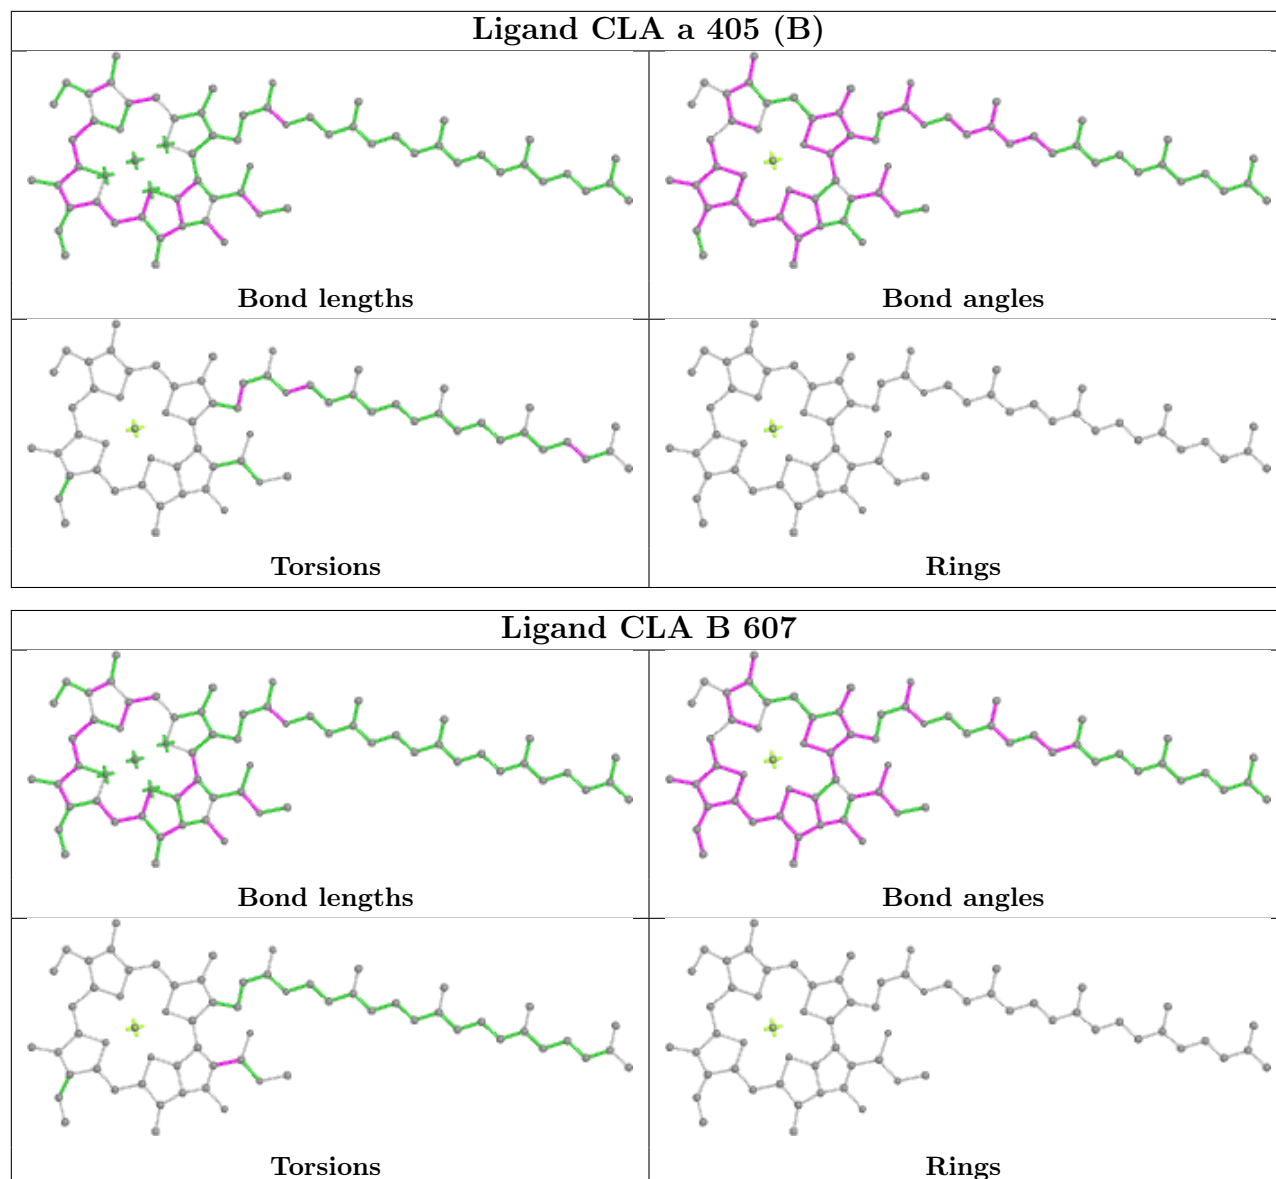 Ligand CLA a 405 (B)
Bond lengths
Bond angles
Torsions
Rings
Ligand CLA B 607
Bond lengths
Bond angles
Torsions
Rings